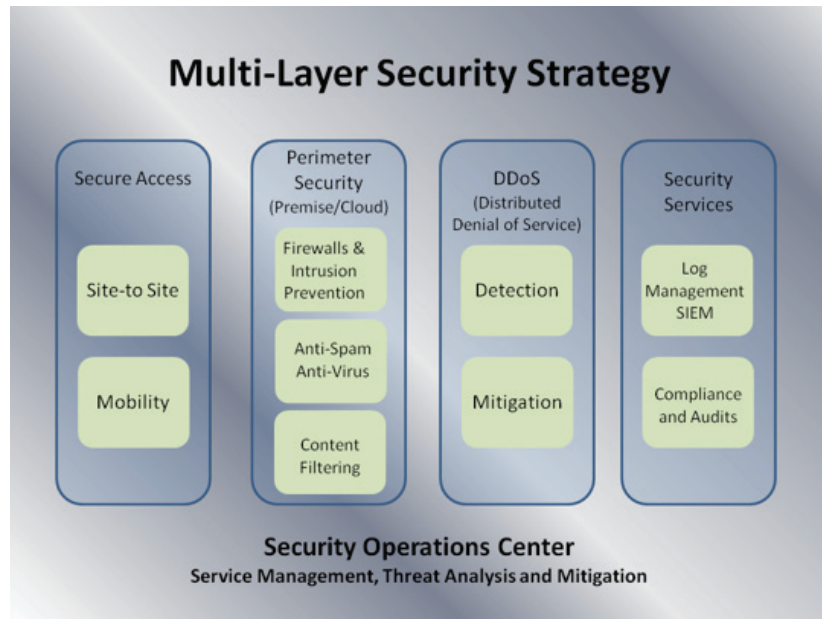 Multi-Layer Security Strategy
Secure Access
Site-to Site
Mobility
Perimeter
Security
(Premise/Cloud)
Firewalls &
Intrusion
Prevention
Anti-Spam
Anti-Virus
Content
Filtering
DDoS
(Distributed
Denial of Service)
Detection
Mitigation
Security
Services
Log
Management
SIEM
Compliance
and Audits
Security Operations Center
Service Management, Threat Analysis and Mitigation